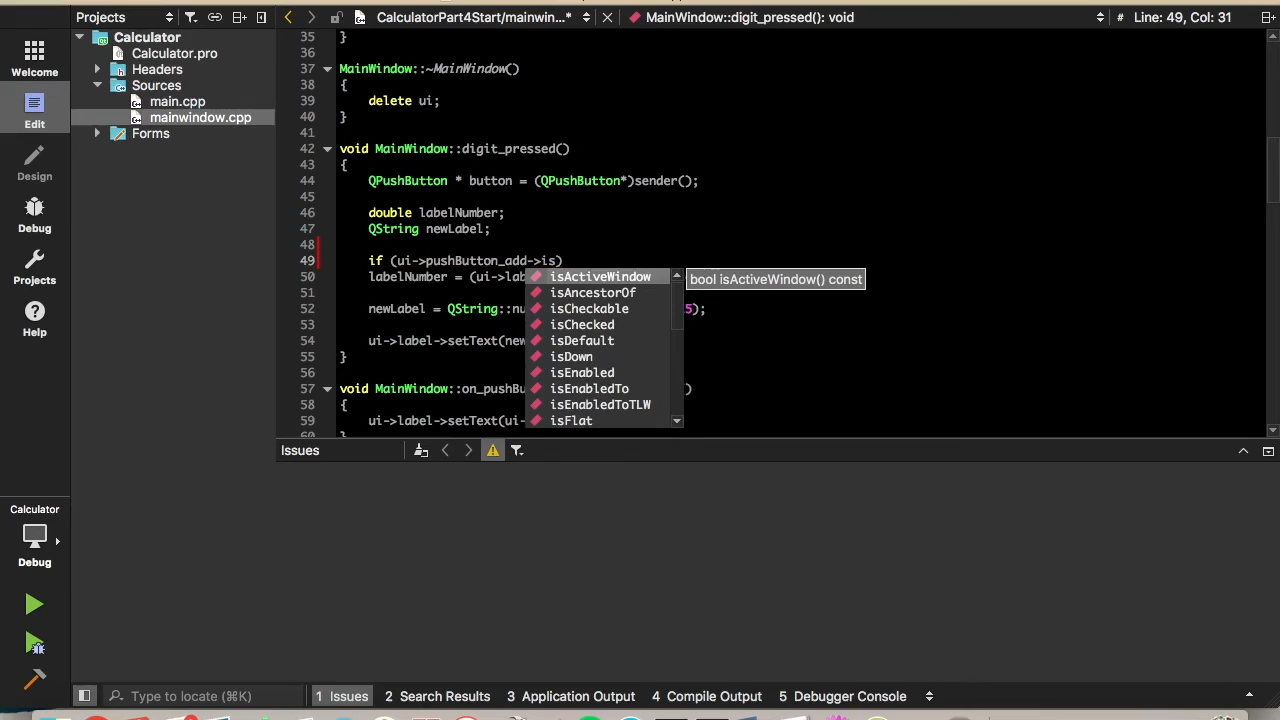 Projects
CalculatorPart4Start/mainwin...*
MainWindow::digit_pressed(): void
#
Line: 49, Col: 31
Welcome
Edit
Design
Debug
Projects
Help
Calculator
Debug
Calculator
Calculator.pro
Headers
Sources
main.cpp
mainwindow.cpp
Forms
35 }
36
37 MainWindow::~MainWindow()
38 {
39 delete ui;
40 }
41
42 void MainWindow::digit_pressed()
43 {
44 QPushButton * button = (QPushButton*)sender();
45
46 double labelNumber;
47 QString newLabel;
48
49 if (ui->pushButton_add->is)
50 labelNumber = (ui->lab
51
52 newLabel = QString::nu 5);
53
54 ui->label->setText(new
55 }
56
57 void MainWindow::on_pushBu )
58 {
59 ui->label->setText(ui-
60 }
isActiveWindow
isAncestorOf
isCheckable
isChecked
isDefault
isDown
isEnabled
isEnabledTo
isEnabledToTLW
isFlat
bool isActiveWindow() const
Issues
Type to locate (⌘K)
1 Issues
2 Search Results
3 Application Output
4 Compile Output
5 Debugger Console